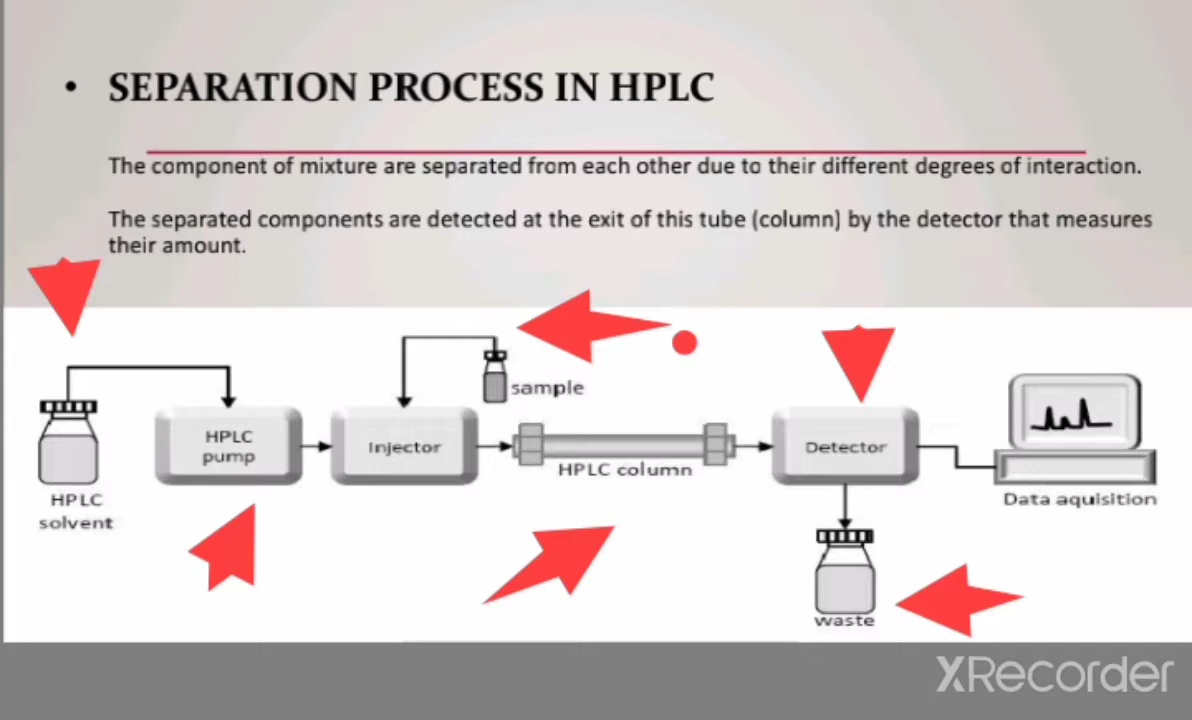 • SEPARATION PROCESS IN HPLC
The component of mixture are separated from each other due to their different degrees of interaction.
The separated components are detected at the exit of this tube (column) by the detector that measures
their amount.
sample
HPLC
pump
Injector
Detector
HPLC column
HPLC
solvent
Data aquisition
waste
XRecorder